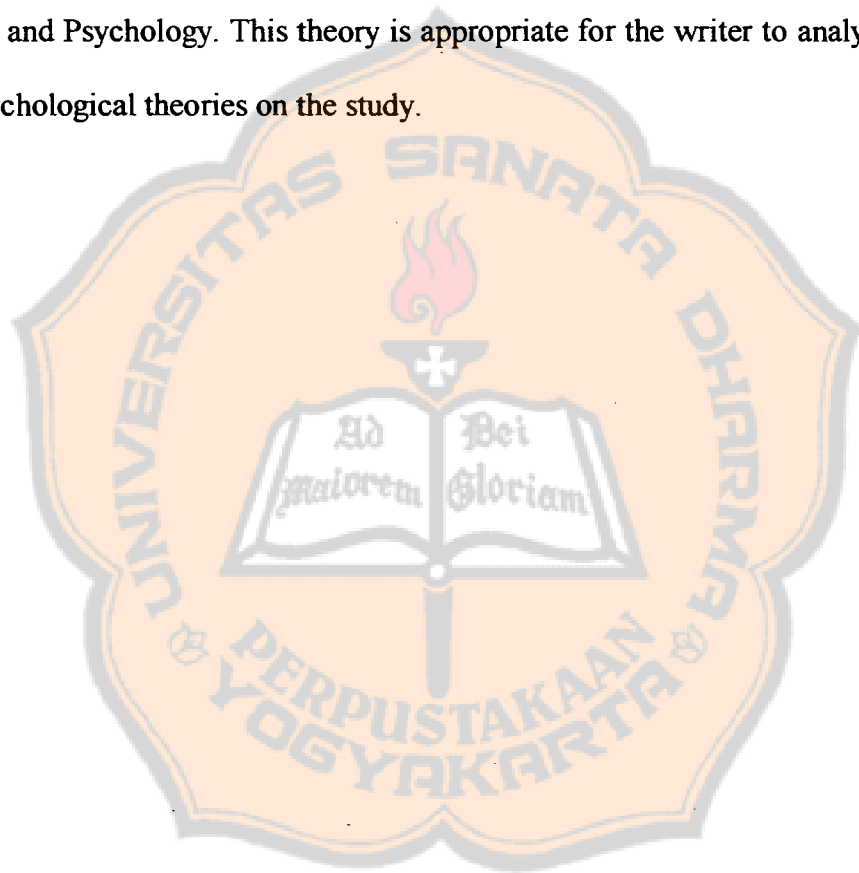 and Psychology. This theory is appropriate for the writer to analy
chological theories on the study.
UNIVERSITAS SANATA DHARMA
Ad Dei
Maiorem Gloriam
PERPUSTAKAAN
YOGYAKARTA